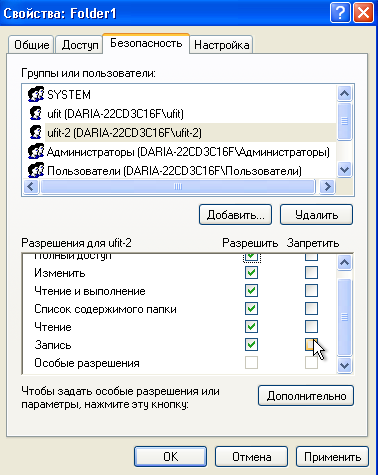 Свойства: Folder1
Общие Доступ Безопасность Настройка
Группы или пользователи:
SYSTEM
ufit (DARIA-22CD3C16F\ufit)
ufit-2 (DARIA-22CD3C16F\ufit-2)
Администраторы (DARIA-22CD3C16F\Администраторы)
Пользователи (DARIA-22CD3C16F\Пользователи)
Добавить... Удалить
Разрешения для ufit-2 Разрешить Запретить
Полный доступ
Изменить
Чтение и выполнение
Список содержимого папки
Чтение
Запись
Особые разрешения
Чтобы задать особые разрешения или
параметры, нажмите эту кнопку:
Дополнительно
OK Отмена Применить